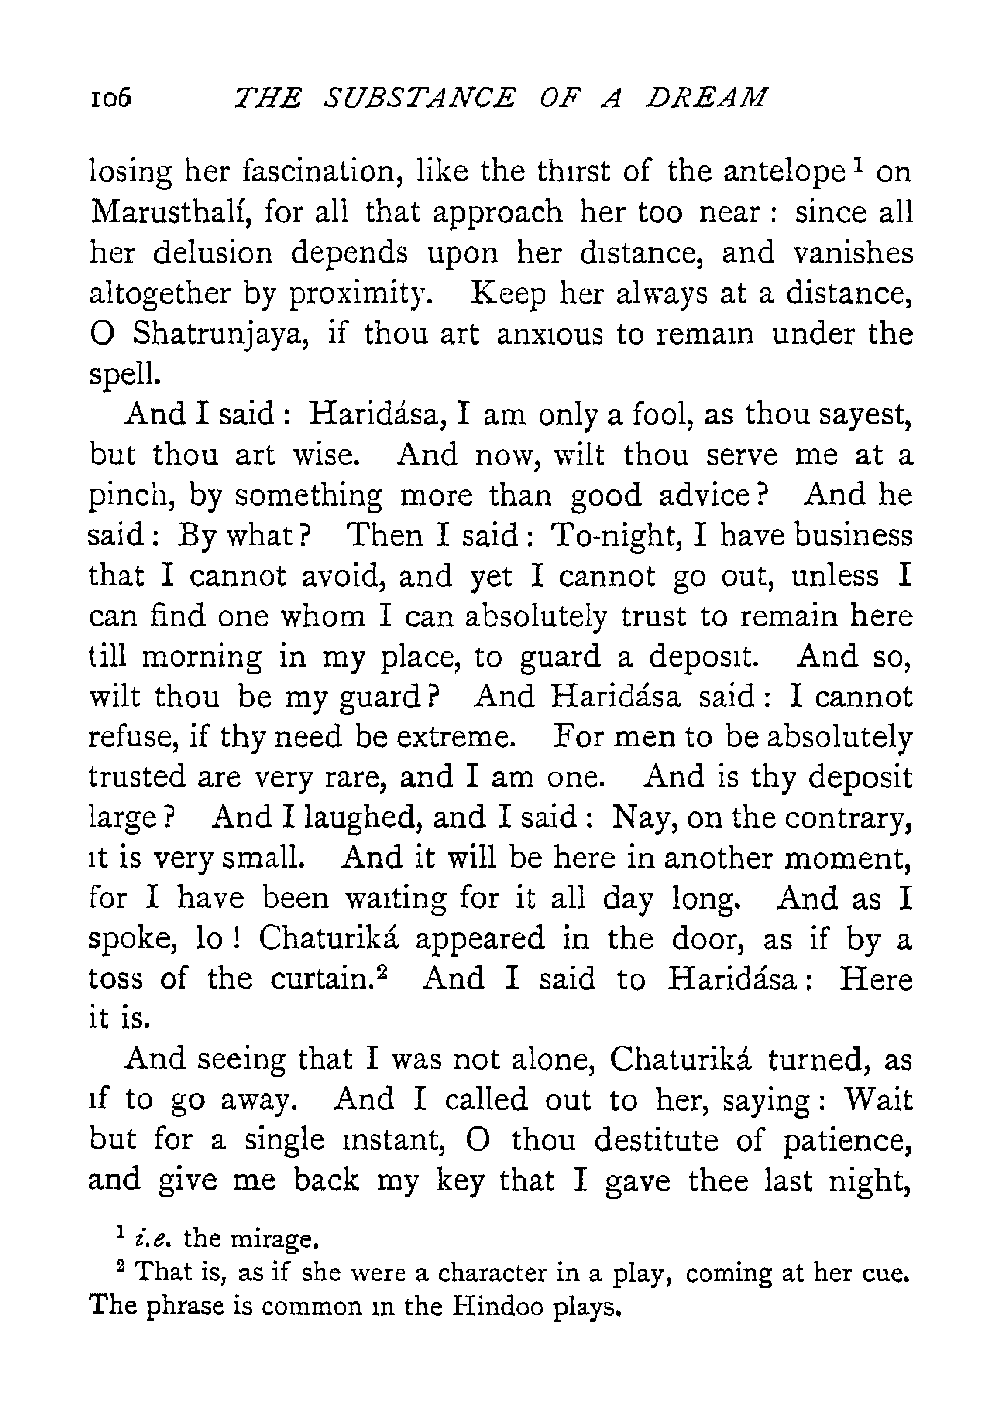 106 THE SUBSTANCE OF A DREAM
losing her fascination, like the thirst of the antelope ¹ on
Marusthalí, for all that approach her too near : since all
her delusion depends upon her distance, and vanishes
altogether by proximity. Keep her always at a distance,
O Shatrunjaya, if thou art anxious to remain under the
spell.
And I said : Haridása, I am only a fool, as thou sayest,
but thou art wise. And now, wilt thou serve me at a
pinch, by something more than good advice ? And he
said : By what ? Then I said : To-night, I have business
that I cannot avoid, and yet I cannot go out, unless I
can find one whom I can absolutely trust to remain here
till morning in my place, to guard a deposit. And so,
wilt thou be my guard ? And Haridása said : I cannot
refuse, if thy need be extreme. For men to be absolutely
trusted are very rare, and I am one. And is thy deposit
large ? And I laughed, and I said : Nay, on the contrary,
it is very small. And it will be here in another moment,
for I have been waiting for it all day long. And as I
spoke, lo ! Chaturiká appeared in the door, as if by a
toss of the curtain.² And I said to Haridása : Here
it is.
And seeing that I was not alone, Chaturiká turned, as
if to go away. And I called out to her, saying : Wait
but for a single instant, O thou destitute of patience,
and give me back my key that I gave thee last night,
¹ i.e. the mirage.
² That is, as if she were a character in a play, coming at her cue.
The phrase is common in the Hindoo plays.